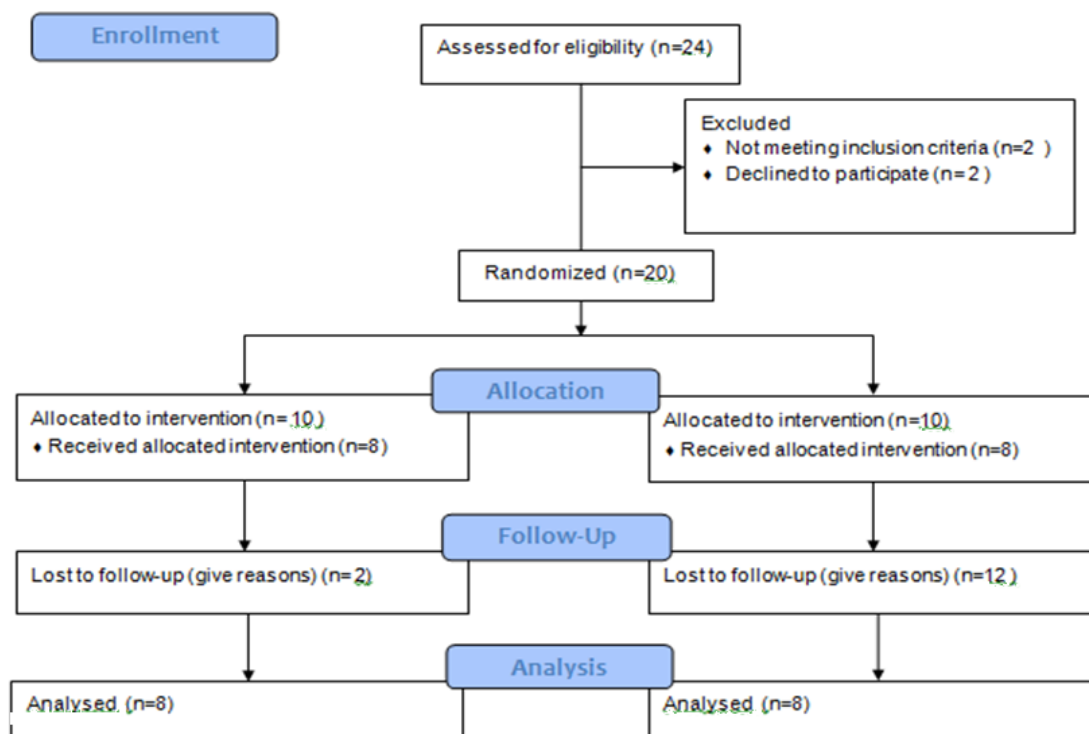 Enrollment
Assessed for eligibility (n=24)
Excluded
♦ Not meeting inclusion criteria (n=2 )
♦ Declined to participate (n= 2 )
Randomized (n=20)
Allocation
Allocated to intervention (n= 10)
♦ Received allocated intervention (n=8)
Allocated to intervention (n=10)
♦ Received allocated intervention (n=8)
Follow-Up
Lost to follow-up (give reasons) (n= 2)
Lost to follow-up (give reasons) (n=12 )
Analysis
Analysed (n=8)
Analysed (n=8)